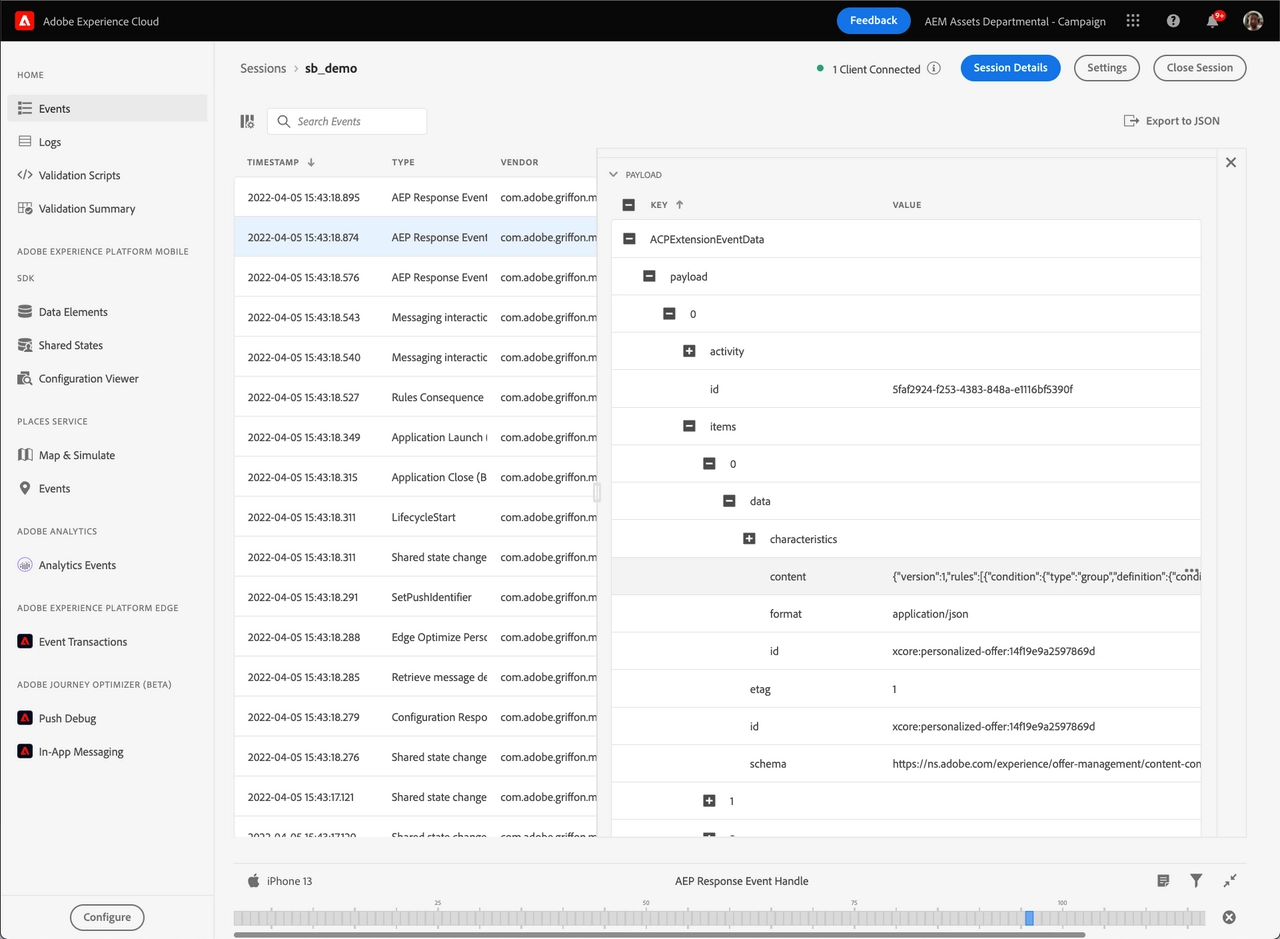 Adobe Experience Cloud
Feedback
AEM Assets Departmental - Campaign
9+
HOME
Events
Logs
Validation Scripts
Validation Summary
ADOBE EXPERIENCE PLATFORM MOBILE
SDK
Data Elements
Shared States
Configuration Viewer
PLACES SERVICE
Map & Simulate
Events
ADOBE ANALYTICS
Analytics Events
ADOBE EXPERIENCE PLATFORM EDGE
Event Transactions
ADOBE JOURNEY OPTIMIZER (BETA)
Push Debug
In-App Messaging
Configure
Sessions > sb_demo
1 Client Connected
Session Details
Settings
Close Session
Search Events
Export to JSON
TIMESTAMP TYPE VENDOR
2022-04-05 15:43:18.895 AEP Response Event com.adobe.griffon.m
2022-04-05 15:43:18.874 AEP Response Event com.adobe.griffon.m
2022-04-05 15:43:18.576 AEP Response Event com.adobe.griffon.m
2022-04-05 15:43:18.543 Messaging interactic com.adobe.griffon.m
2022-04-05 15:43:18.540 Messaging interactic com.adobe.griffon.m
2022-04-05 15:43:18.527 Rules Consequence com.adobe.griffon.m
2022-04-05 15:43:18.349 Application Launch ( com.adobe.griffon.m
2022-04-05 15:43:18.315 Application Close (B com.adobe.griffon.m
2022-04-05 15:43:18.311 LifecycleStart com.adobe.griffon.m
2022-04-05 15:43:18.311 Shared state change com.adobe.griffon.m
2022-04-05 15:43:18.291 SetPushIdentifier com.adobe.griffon.m
2022-04-05 15:43:18.288 Edge Optimize Persc com.adobe.griffon.m
2022-04-05 15:43:18.285 Retrieve message de com.adobe.griffon.m
2022-04-05 15:43:18.279 Configuration Respo com.adobe.griffon.m
2022-04-05 15:43:18.276 Shared state change com.adobe.griffon.m
2022-04-05 15:43:17.121 Shared state change com.adobe.griffon.m
2022-04-05 15:43:17.120 Shared state change com.adobe.griffon.m
PAYLOAD
KEY VALUE
ACPExtensionEventData
payload
0
activity
id 5faf2924-f253-4383-848a-e1116bf5390f
items
0
data
characteristics
content {"version":1,"rules":[{"condition":{"type":"group","definition":{"condi
format application/json
id xcore:personalized-offer:14f19e9a2597869d
etag 1
id xcore:personalized-offer:14f19e9a2597869d
schema https://ns.adobe.com/experience/offer-management/content-con
1
iPhone 13
AEP Response Event Handle
25 50 75 100